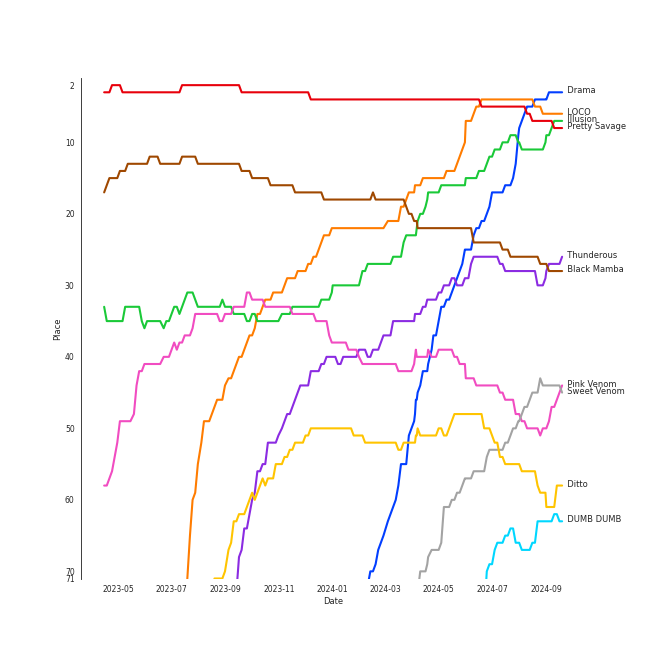 2
10
20
30
40
50
60
70
71
Place
2023-05
2023-07
2023-09
2023-11
2024-01
2024-03
2024-05
2024-07
2024-09
Date
Drama
LOCO
Illusion
Pretty Savage
Thunderous
Black Mamba
Pink Venom
Sweet Venom
Ditto
DUMB DUMB